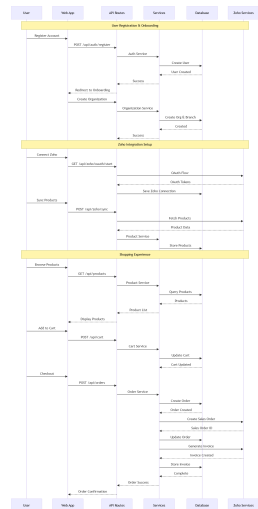 User Web App API Routes Services Database Zoho Services
User Registration & Onboarding
Register Account
POST /api/auth/register
Auth Service
Create User
User Created
Success
Redirect to Onboarding
Create Organization
Organization Service
Create Org & Branch
Created
Success
Zoho Integration Setup
Connect Zoho
GET /api/zoho/oauth/start
OAuth Flow
OAuth Tokens
Save Zoho Connection
Sync Products
POST /api/zoho/sync
Fetch Products
Product Data
Product Service
Store Products
Shopping Experience
Browse Products
GET /api/products
Product Service
Query Products
Products
Product List
Display Products
Add to Cart
POST /api/cart
Cart Service
Update Cart
Cart Updated
Checkout
POST /api/orders
Order Service
Create Order
Order Created
Create Sales Order
Sales Order ID
Update Order
Generate Invoice
Invoice Created
Store Invoice
Complete
Order Success
Order Confirmation
User Web App API Routes Services Database Zoho Services